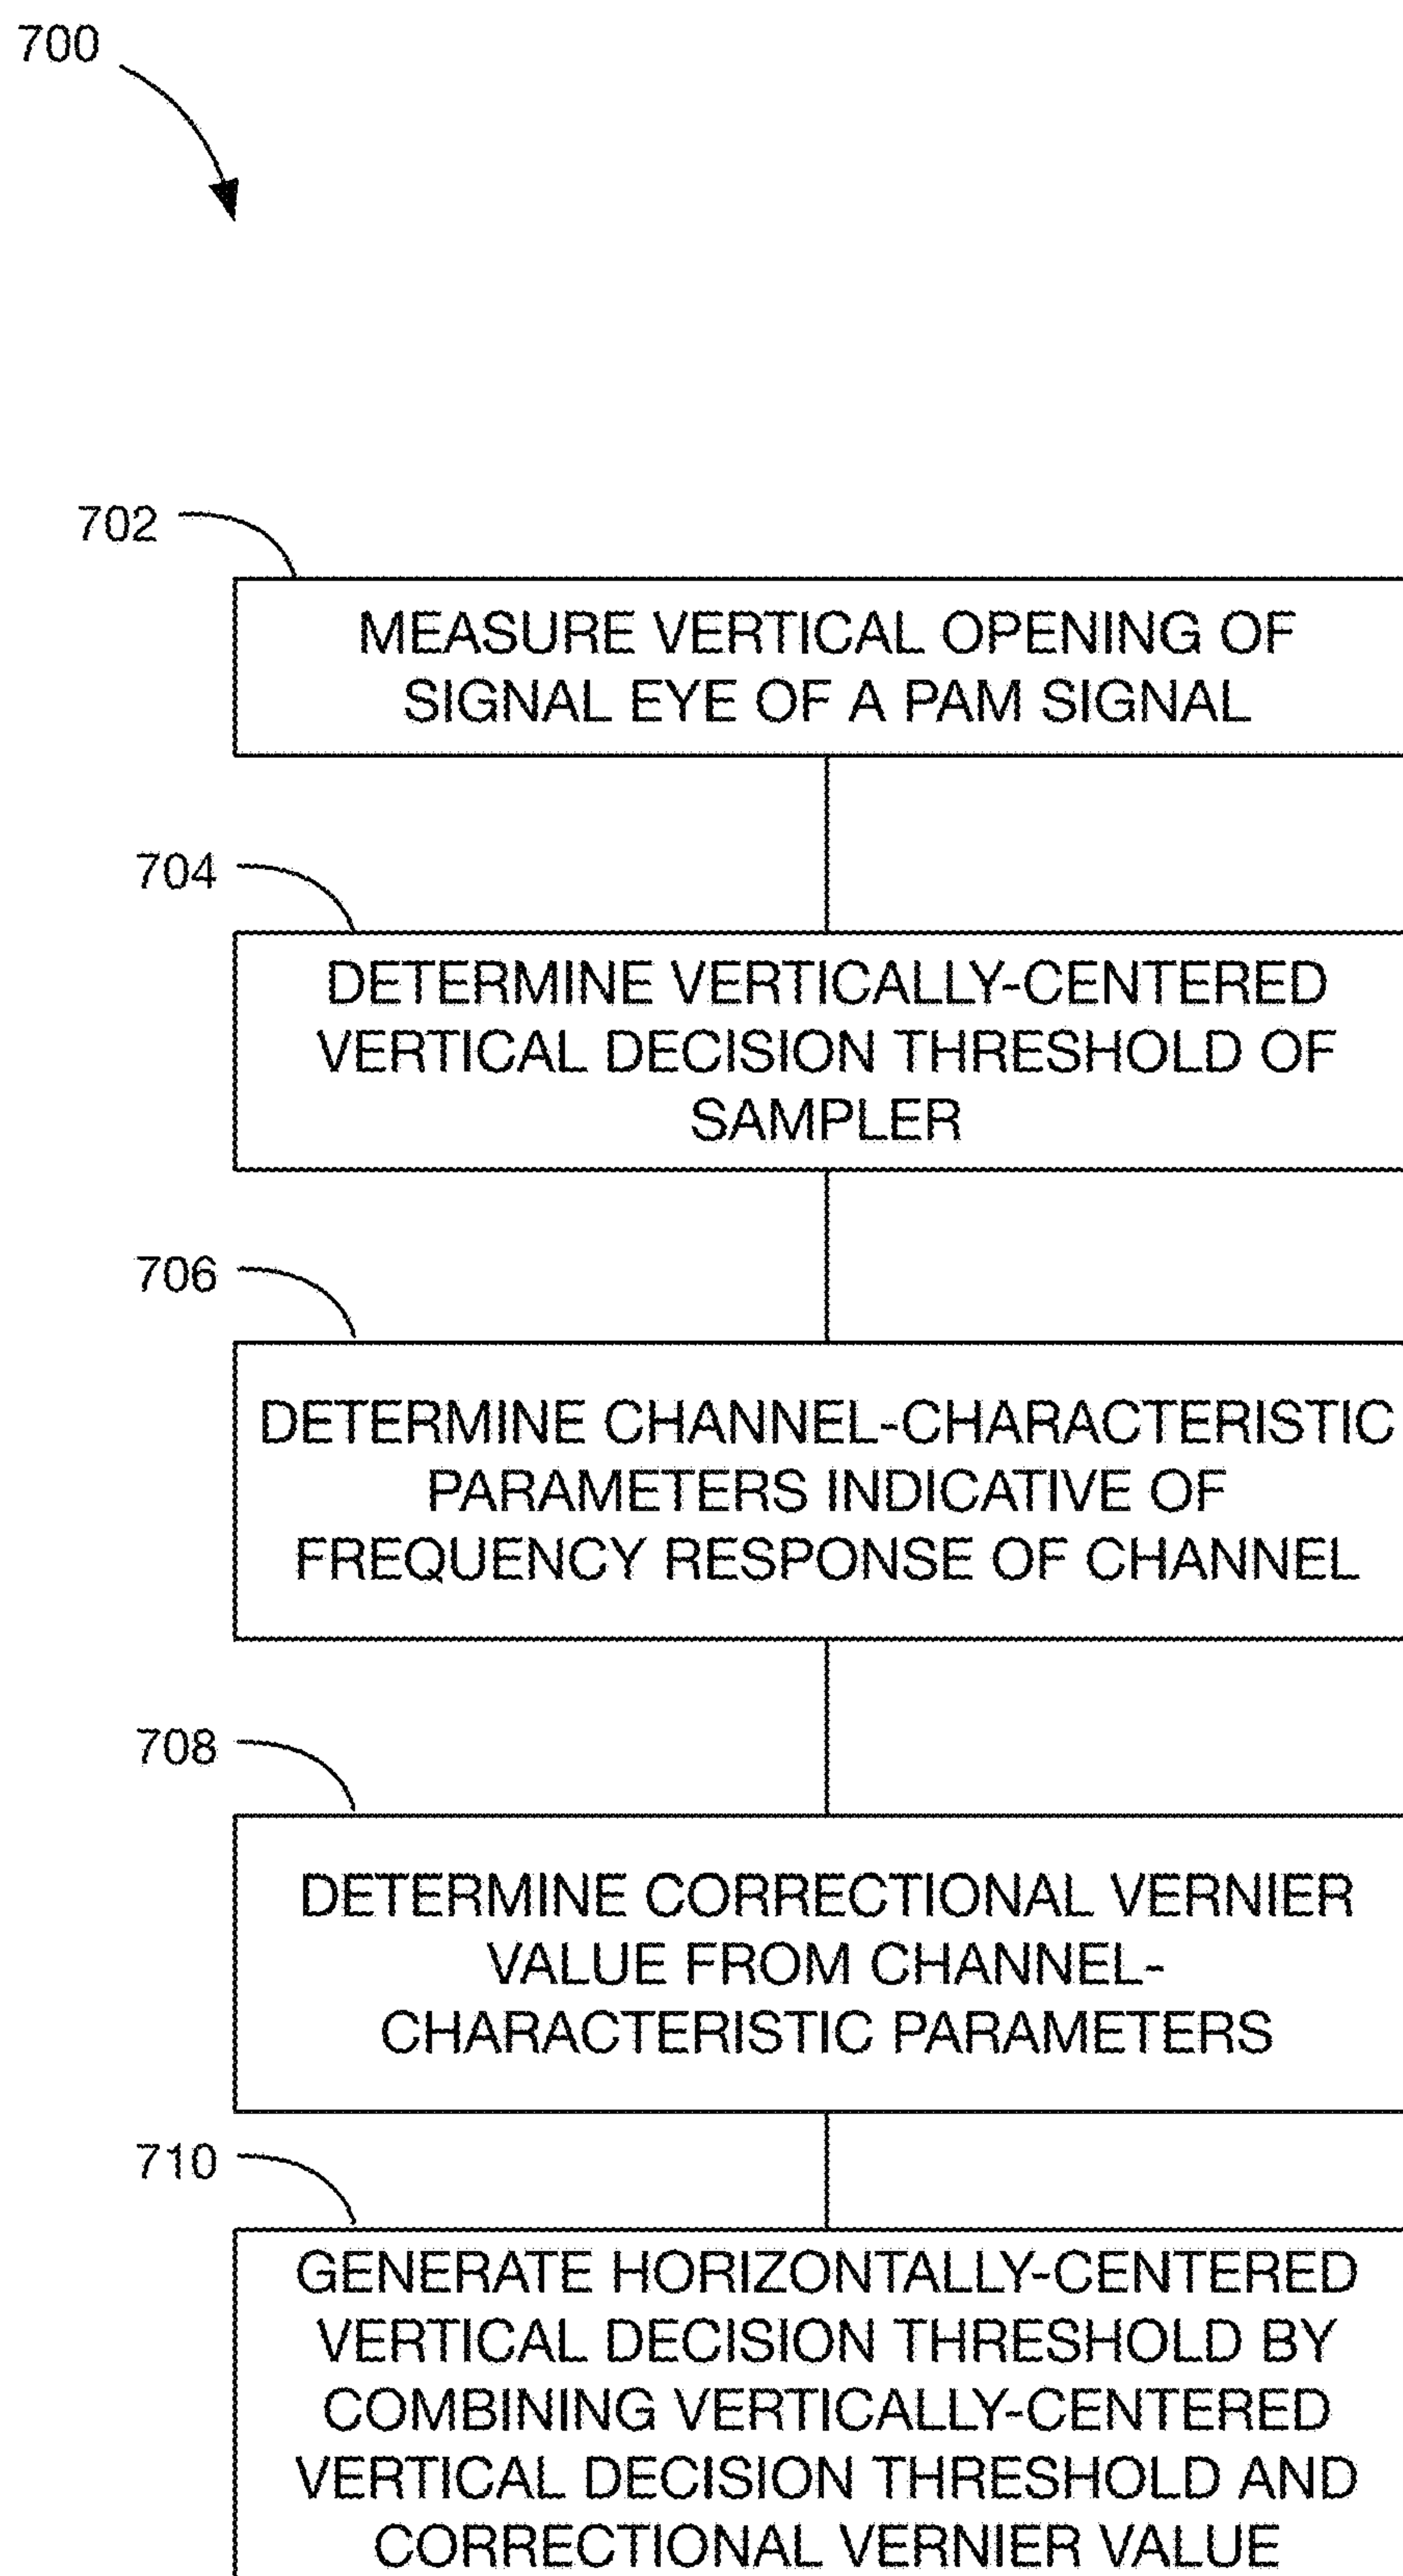 700
702
MEASURE VERTICAL OPENING OF
SIGNAL EYE OF A PAM SIGNAL
704
DETERMINE VERTICALLY-CENTERED
VERTICAL DECISION THRESHOLD OF
SAMPLER
706
DETERMINE CHANNEL-CHARACTERISTIC
PARAMETERS INDICATIVE OF
FREQUENCY RESPONSE OF CHANNEL
708
DETERMINE CORRECTIONAL VERNIER
VALUE FROM CHANNEL-
CHARACTERISTIC PARAMETERS
710
GENERATE HORIZONTALLY-CENTERED
VERTICAL DECISION THRESHOLD BY
COMBINING VERTICALLY-CENTERED
VERTICAL DECISION THRESHOLD AND
CORRECTIONAL VERNIER VALUE